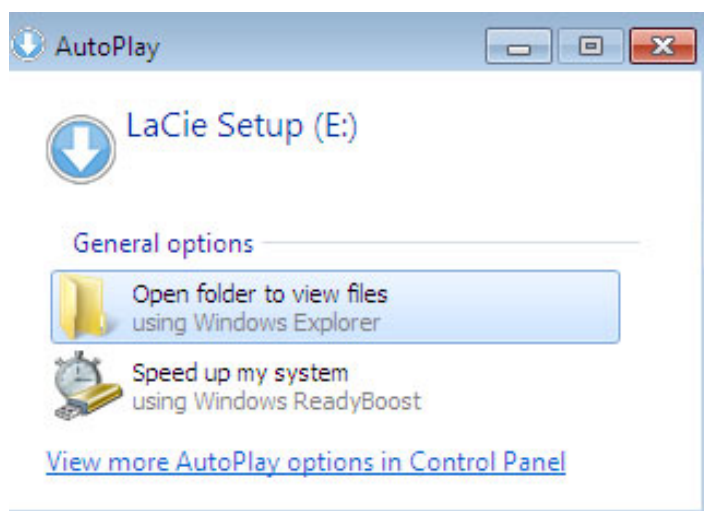 AutoPlay
LaCie Setup (E:)
General options
Open folder to view files
using Windows Explorer
Speed up my system
using Windows ReadyBoost
View more AutoPlay options in Control Panel